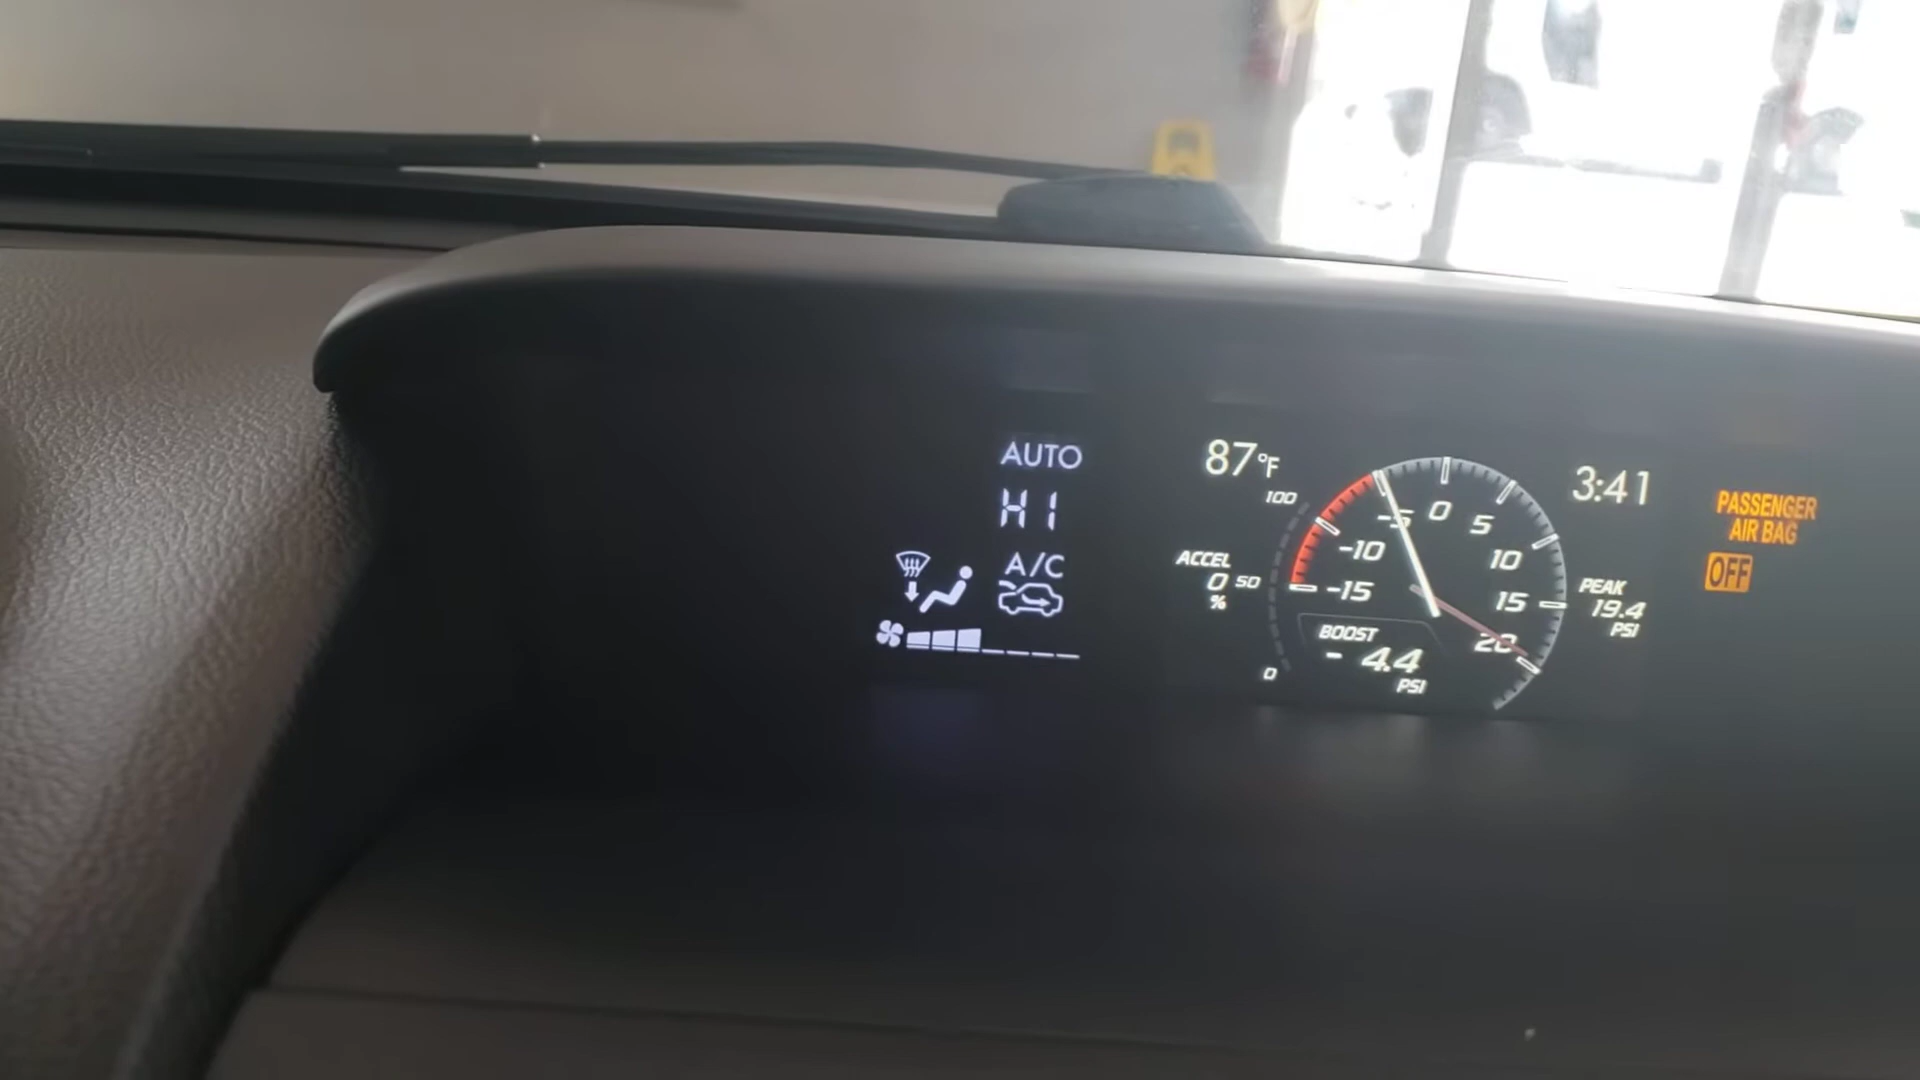 AUTO
HI
A/C
87°F
3:41
100
50
0
ACCEL
0
%
-15
-10
-5
0
5
10
15
20
BOOST
- 4.4
PSI
PEAK
19.4
PSI
PASSENGER
AIR BAG
OFF